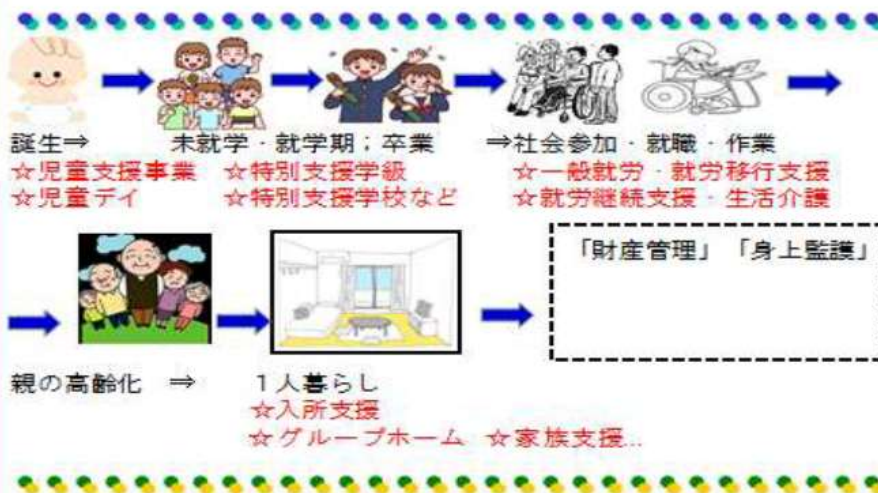 誕生⇒ 未就学・就学期；卒業 ⇒社会参加・就職・作業
☆児童支援事業 ☆特別支援学級 ☆一般就労・就労移行支援
☆児童デイ ☆特別支援学校など ☆就労継続支援・生活介護
「財産管理」「身上監護」
親の高齢化 ⇒ １人暮らし
☆入所支援
☆グループホーム ☆家族支援…